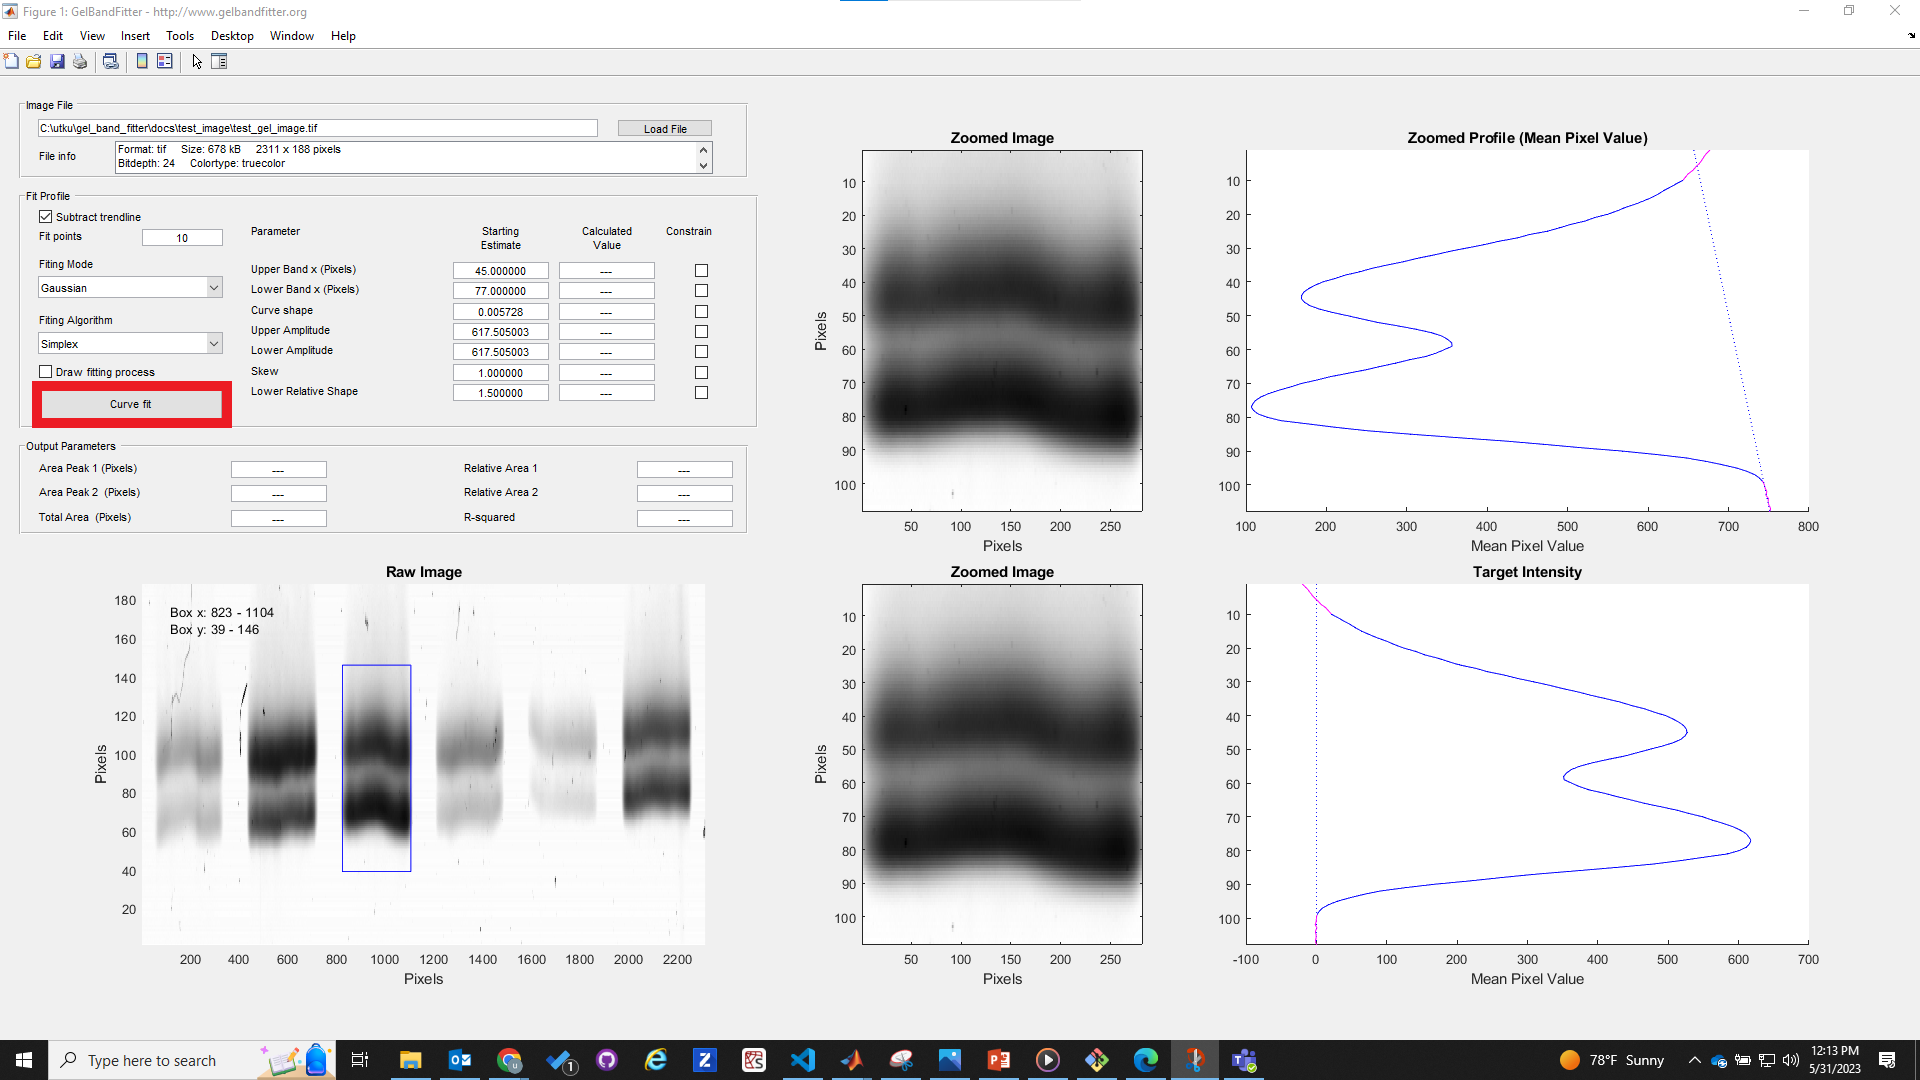 Figure 1: GelBandFitter - http://www.gelbandfitter.org
File Edit View Insert Tools Desktop Window Help
Image File
C:\utku\gel_band_fitter\docs\test_image\test_gel_image.tif
Load File
File info
Format: tif Size: 678 kB 2311 x 188 pixels
Bitdepth: 24 Colortype: truecolor
Fit Profile
Subtract trendline
Fit points 10
Fiting Mode
Gaussian
Fiting Algorithm
Simplex
Draw fitting process
Curve fit
Parameter Starting Estimate Calculated Value Constrain
Upper Band x (Pixels) 45.000000 ---
Lower Band x (Pixels) 77.000000 ---
Curve shape 0.005728 ---
Upper Amplitude 617.505003 ---
Lower Amplitude 617.505003 ---
Skew 1.000000 ---
Lower Relative Shape 1.500000 ---
Output Parameters
Area Peak 1 (Pixels) --- Relative Area 1 ---
Area Peak 2 (Pixels) --- Relative Area 2 ---
Total Area (Pixels) --- R-squared ---
Zoomed Image
10
20
30
40
50
60
70
80
90
100
Pixels
50 100 150 200 250
Pixels
Zoomed Profile (Mean Pixel Value)
10
20
30
40
50
60
70
80
90
100
100 200 300 400 500 600 700 800
Mean Pixel Value
Raw Image
Box x: 823 - 1104
Box y: 39 - 146
180
160
140
120
100
80
60
40
20
Pixels
200 400 600 800 1000 1200 1400 1600 1800 2000 2200
Pixels
Zoomed Image
10
20
30
40
50
60
70
80
90
100
Pixels
50 100 150 200 250
Pixels
Target Intensity
10
20
30
40
50
60
70
80
90
100
-100 0 100 200 300 400 500 600 700
Mean Pixel Value
Type here to search
1
78°F Sunny
12:13 PM
5/31/2023